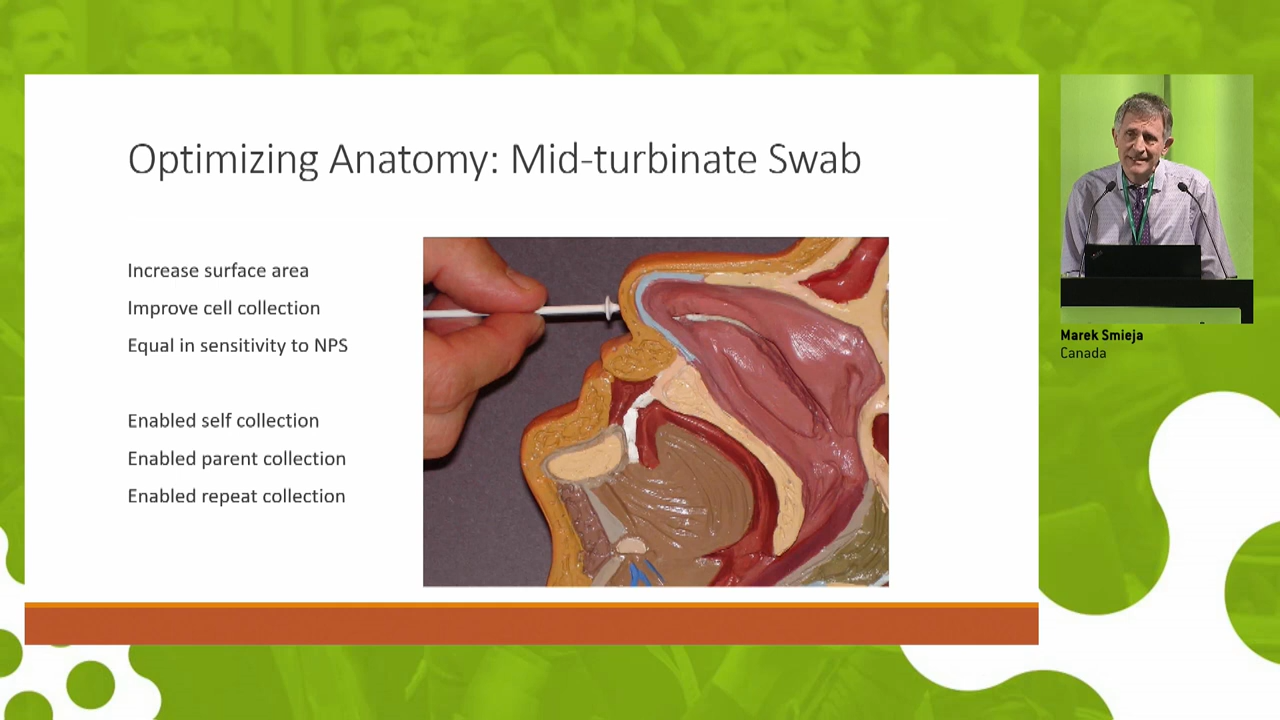 Optimizing Anatomy: Mid-turbinate Swab
Increase surface area
Improve cell collection
Equal in sensitivity to NPS
Enabled self collection
Enabled parent collection
Enabled repeat collection
Marek Smieja
Canada